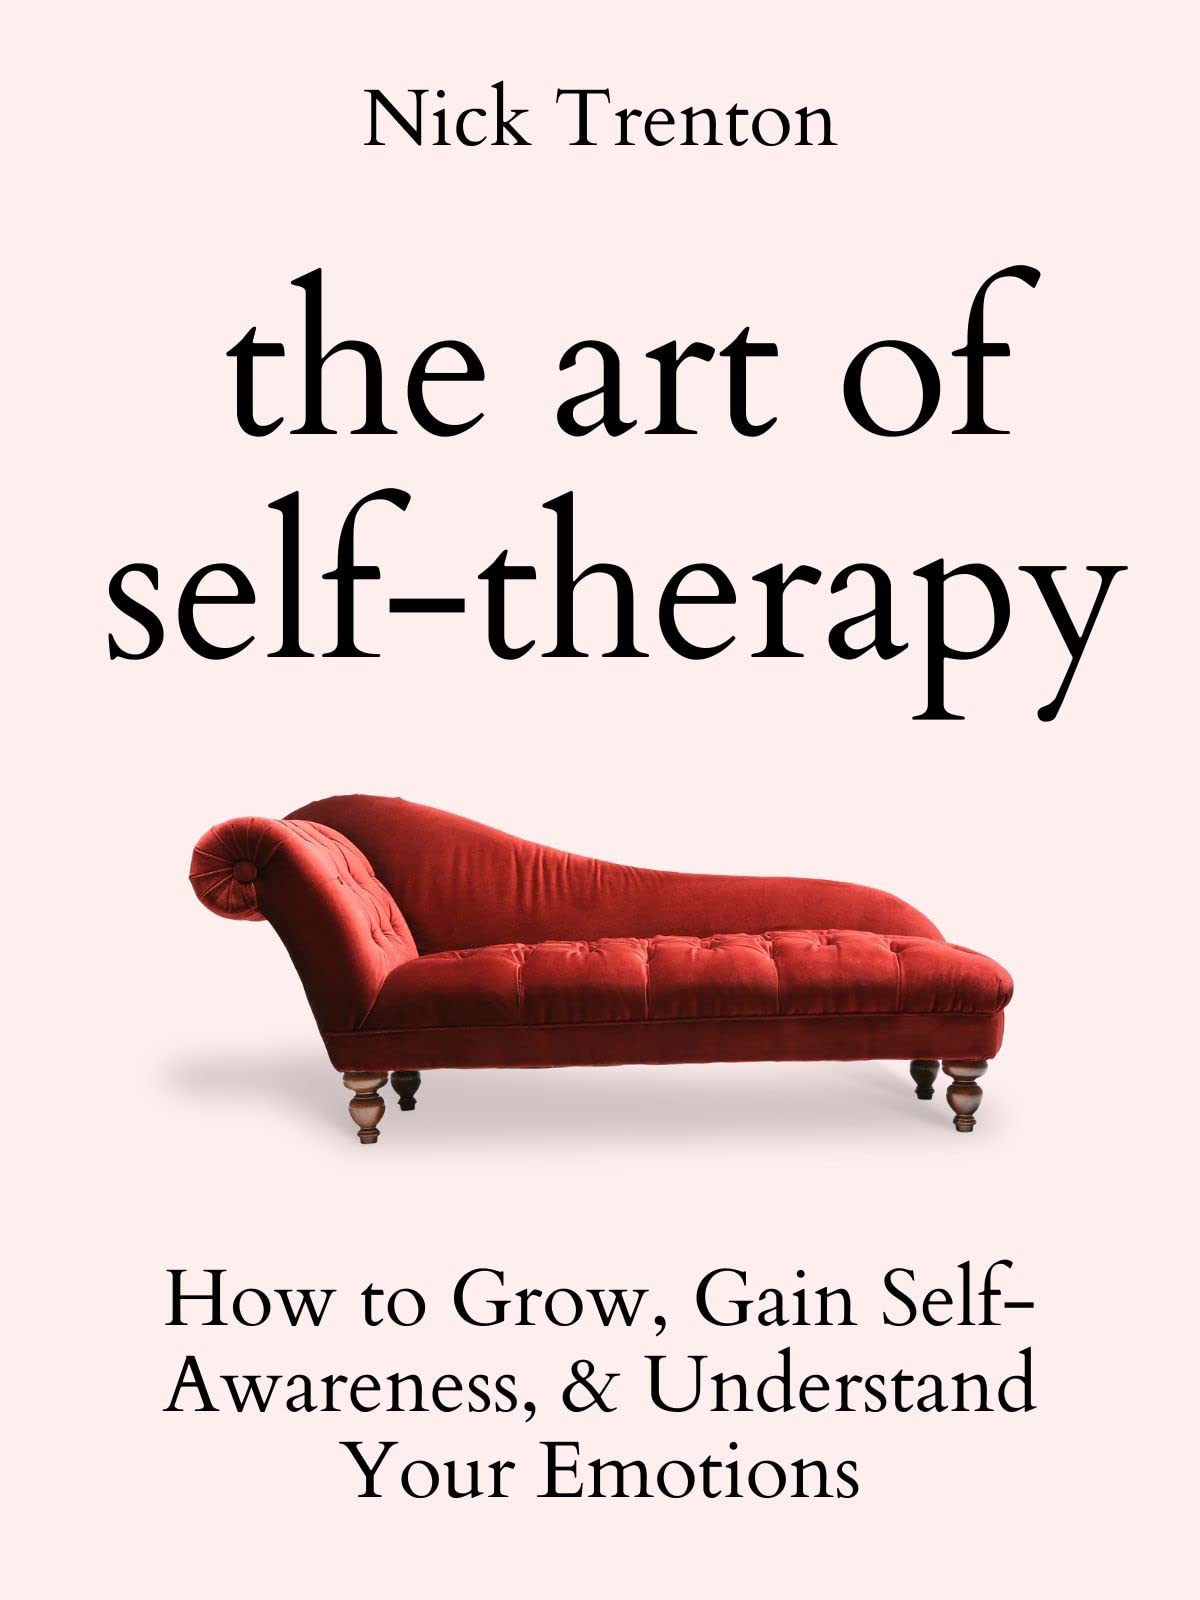 Nick Trenton
the art of
self-therapy
How to Grow, Gain Self-
Awareness, & Understand
Your Emotions